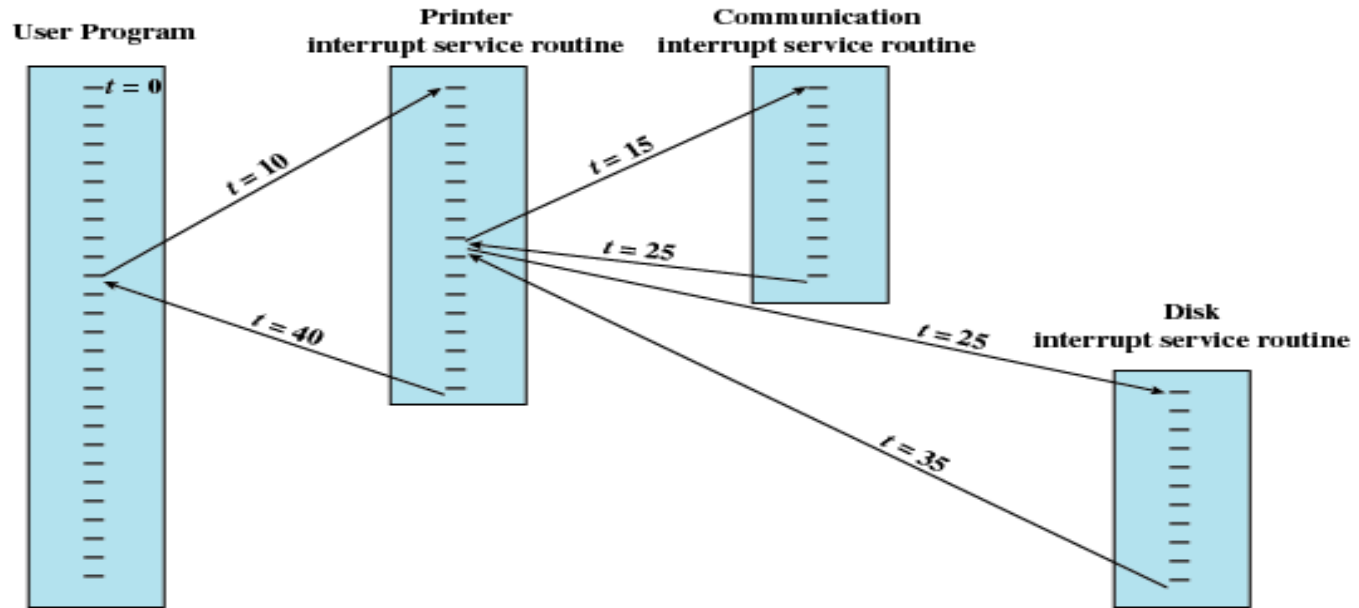 User Program
Printer
interrupt service routine
Communication
interrupt service routine
t = 0
t = 10
t = 15
t = 25
t = 40
t = 25
Disk
interrupt service routine
t = 35